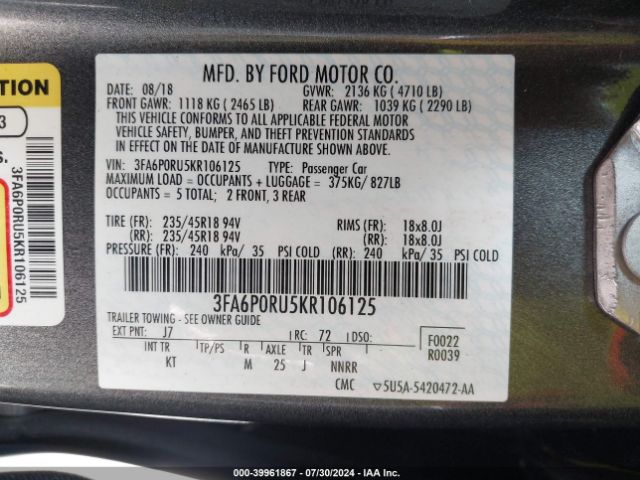 MFD. BY FORD MOTOR CO.
DATE: 08/18 GVWR: 2136 KG ( 4710 LB)
FRONT GAWR: 1118 KG ( 2465 LB) REAR GAWR: 1039 KG ( 2290 LB)
THIS VEHICLE CONFORMS TO ALL APPLICABLE FEDERAL MOTOR
VEHICLE SAFETY, BUMPER, AND THEFT PREVENTION STANDARDS
IN EFFECT ON THE DATE OF MANUFACTURE SHOWN ABOVE.
VIN: 3FA6P0RU5KR106125 TYPE: Passenger Car
MAXIMUM LOAD = OCCUPANTS + LUGGAGE = 375KG/ 827LB
OCCUPANTS = 5 TOTAL; 2 FRONT, 3 REAR
TIRE (FR): 235/45R18 94V RIMS (FR): 18x8.0J
(RR): 235/45R18 94V (RR): 18x8.0J
PRESSURE (FR): 240 kPa/ 35 PSI COLD (RR): 240 kPa/ 35 PSI COLD
3FA6P0RU5KR106125
TRAILER TOWING - SEE OWNER GUIDE
EXT PNT: J7 RC: 72 DSO: F0022
INT TR TP/PS R AXLE TR SPR R0039
KT M 25 J NNRR
CMC ▽5U5A-5420472-AA
TION
3
S.
3FA6P0RU5KR106125
000-39961867 | 07/30/2024 | IAA, Inc.